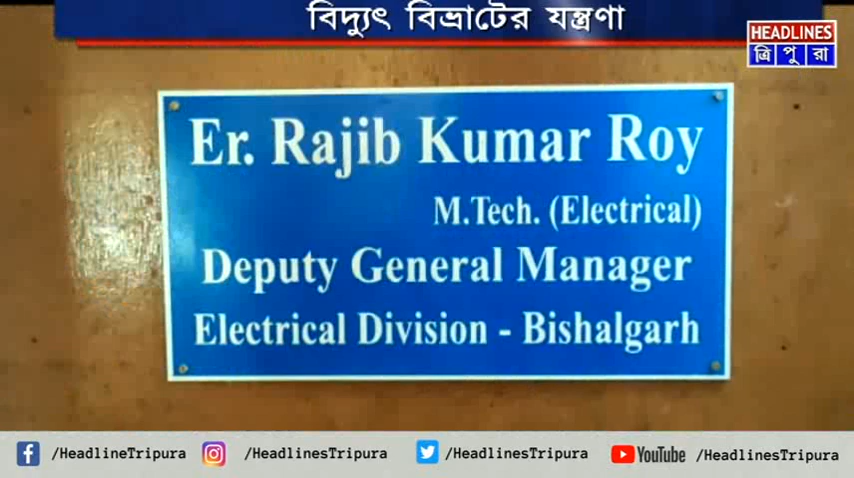 বিদ্যুৎ বিভ্রাটের যন্ত্রণা
HEADLINES
ত্রিপুরা
Er. Rajib Kumar Roy
M.Tech. (Electrical)
Deputy General Manager
Electrical Division - Bishalgarh
/HeadlineTripura /HeadlinesTripura /HeadlinesTripura YouTube /HeadlinesTripura